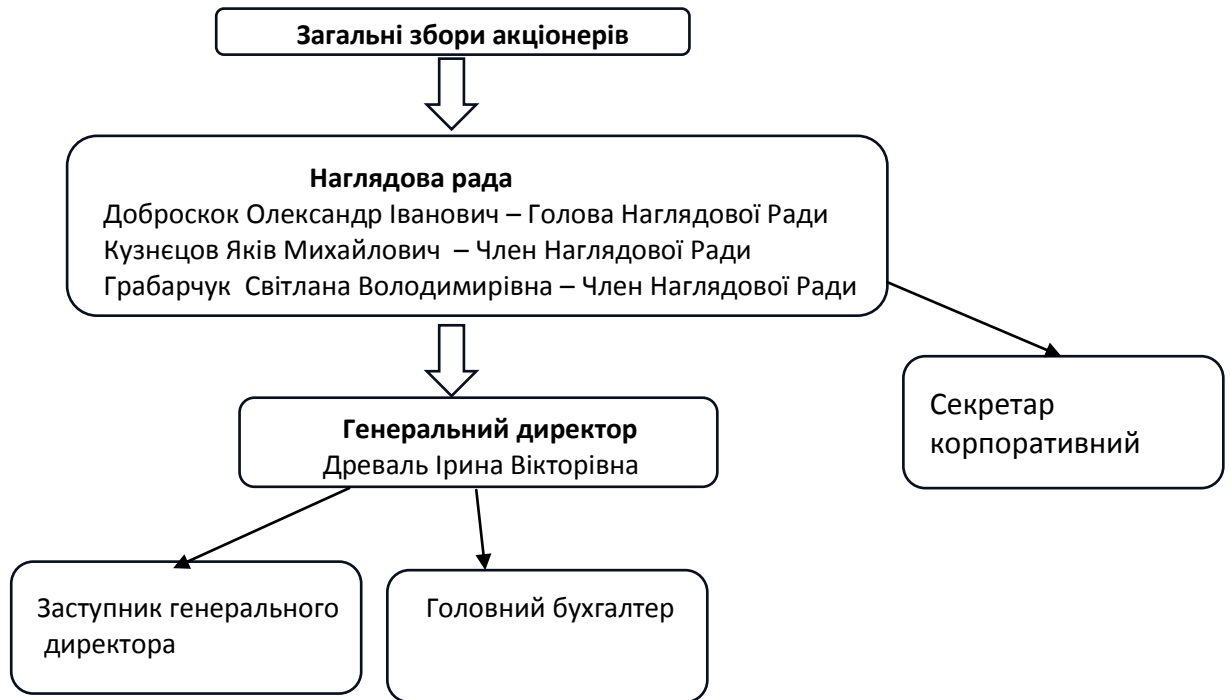 Загальні збори акціонерів
Наглядова рада
Доброскок Олександр Іванович – Голова Наглядової Ради
Кузнєцов Яків Михайлович – Член Наглядової Ради
Грабарчук Світлана Володимирівна – Член Наглядової Ради
Секретар
корпоративний
Генеральний директор
Древаль Ірина Вікторівна
Заступник генерального
директора
Головний бухгалтер